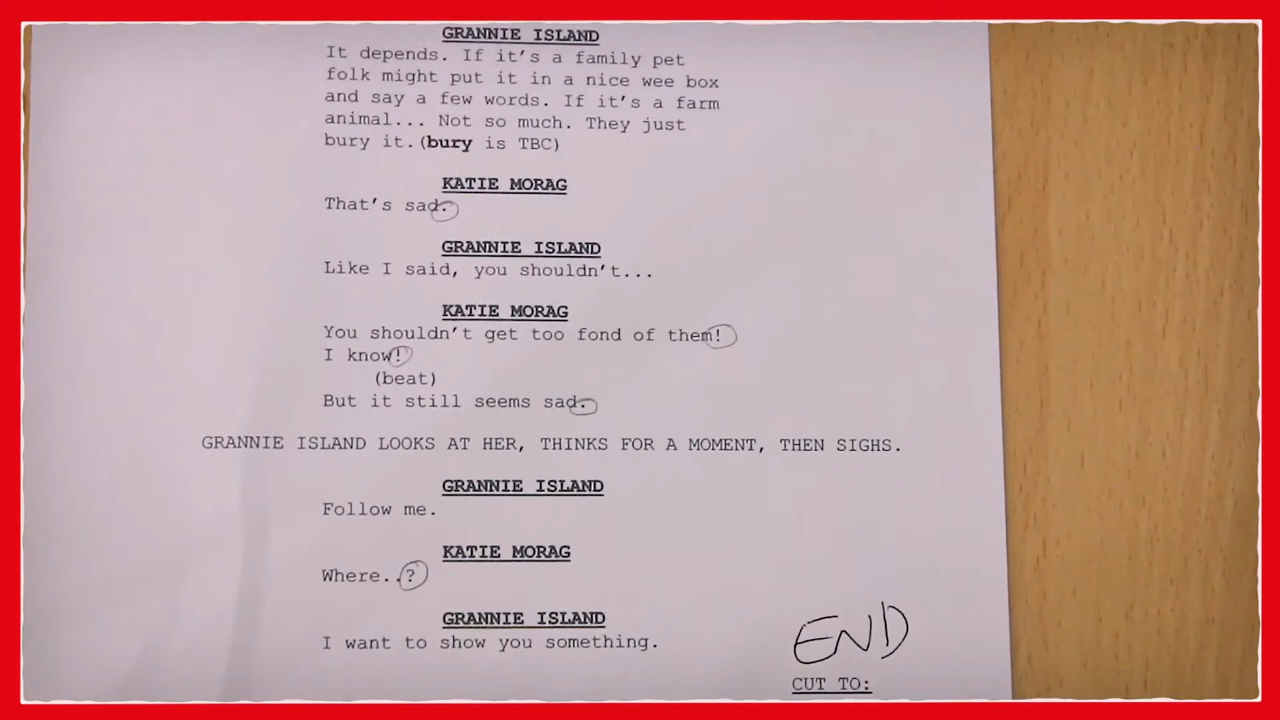 GRANNIE ISLAND
It depends. If it's a family pet
folk might put it in a nice wee box
and say a few words. If it's a farm
animal... Not so much. They just
bury it.(bury is TBC)
KATIE MORAG
That's sad.
GRANNIE ISLAND
Like I said, you shouldn't...
KATIE MORAG
You shouldn't get too fond of them!
I know!
(beat)
But it still seems sad.
GRANNIE ISLAND LOOKS AT HER, THINKS FOR A MOMENT, THEN SIGHS.
GRANNIE ISLAND
Follow me.
KATIE MORAG
Where..?
GRANNIE ISLAND
I want to show you something.
END
CUT TO: